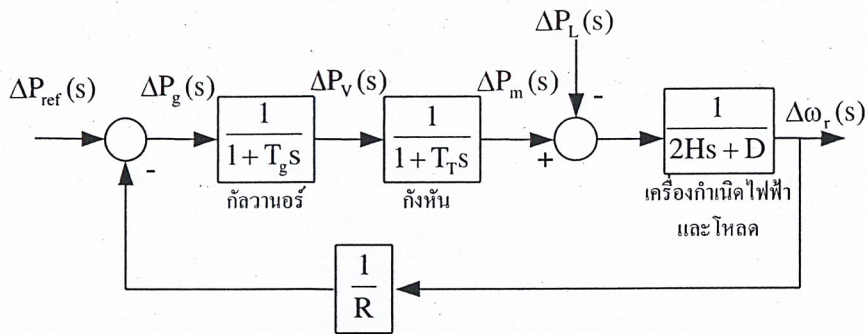 ΔP_L(s)
ΔP_ref(s)
ΔP_g(s)
ΔP_V(s)
ΔP_m(s)
Δω_r(s)
-
-
+
1
1+T_g s
1
1+T_T s
1
2Hs+D
กัลวานอร์
กังหัน
เครื่องกำเนิดไฟฟ้า
และโหลด
1
R